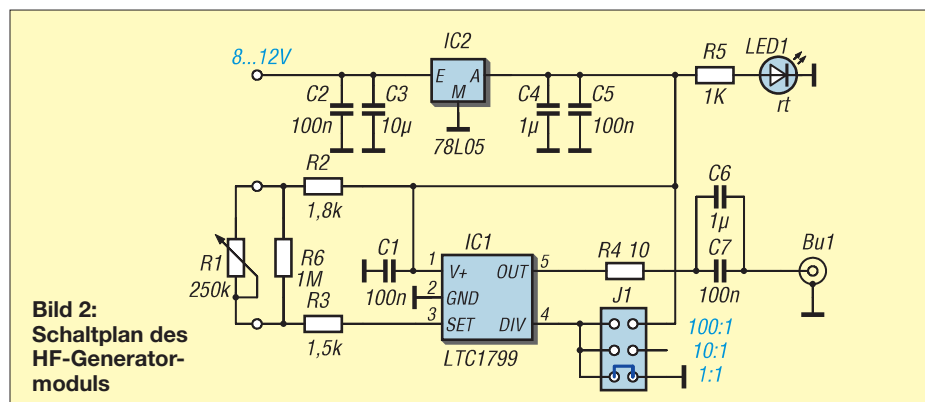 8...12V
IC2
E A
M
78L05
C2
100n
C3
10µ
C4
1µ
C5
100n
R5
1K
LED1
rt
R2
1,8k
R1
250k
R6
1M
R3
1,5k
C1
100n
IC1
1 V+ OUT 5
2 GND
3 SET DIV 4
LTC1799
R4 10
C6
1µ
C7
100n
Bu1
J1
100:1
10:1
1:1
Bild 2:
Schaltplan des
HF-Generator-
moduls